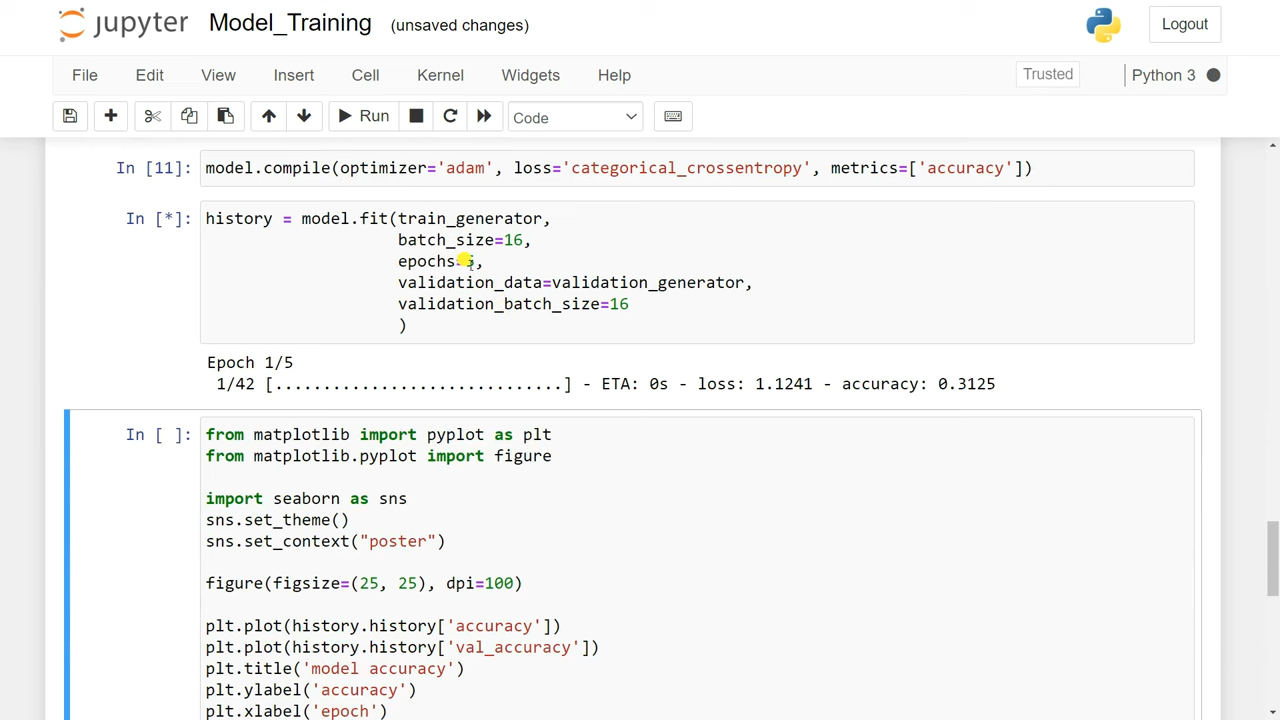 jupyter Model_Training (unsaved changes) Logout
File Edit View Insert Cell Kernel Widgets Help Trusted Python 3
Run Code
In [11]: model.compile(optimizer='adam', loss='categorical_crossentropy', metrics=['accuracy'])
In [*]: history = model.fit(train_generator,
batch_size=16,
epochs=5,
validation_data=validation_generator,
validation_batch_size=16
)
Epoch 1/5
1/42 [..............................] - ETA: 0s - loss: 1.1241 - accuracy: 0.3125
In [ ]: from matplotlib import pyplot as plt
from matplotlib.pyplot import figure
import seaborn as sns
sns.set_theme()
sns.set_context("poster")
figure(figsize=(25, 25), dpi=100)
plt.plot(history.history['accuracy'])
plt.plot(history.history['val_accuracy'])
plt.title('model accuracy')
plt.ylabel('accuracy')
plt.xlabel('epoch')